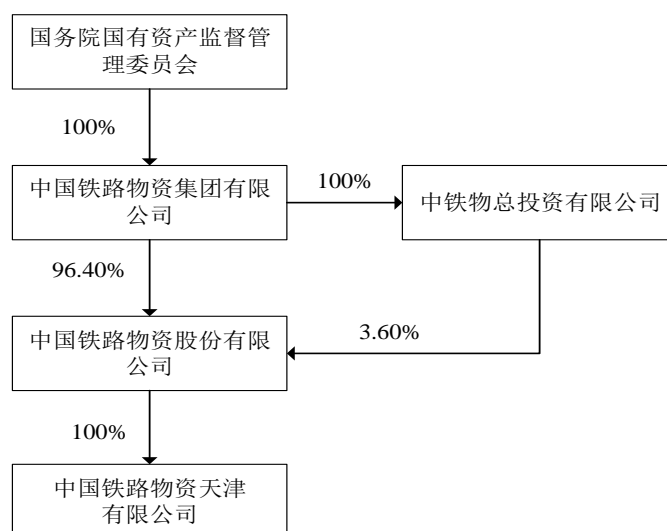 国务院国有资产监督管
理委员会
100%
中国铁路物资集团有限
公司
100%
中铁物总投资有限公司
96.40%
中国铁路物资股份有限
公司
3.60%
100%
中国铁路物资天津
有限公司